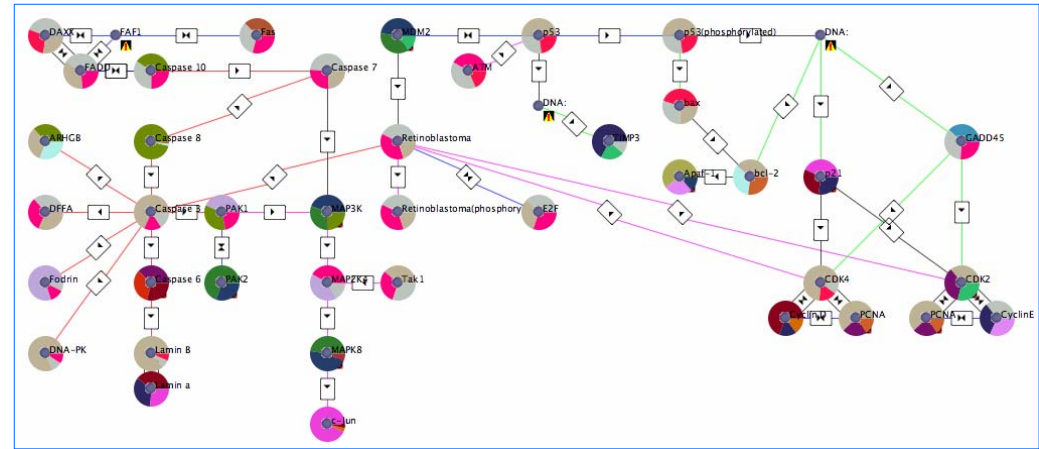 DAXX
FAF1
Fas
MDM2
p53
p53(phosphorylated)
DNA:
FADD
Caspase 10
Caspase 7
ATM
bax
DNA:
TIMP3
ARHGB
Caspase 8
Retinoblastoma
GADD45
Apaf-1
bcl-2
p21
DFFA
Caspase 3
PAK1
MAP3K
Retinoblastoma(phosphory
E2F
Fodrin
Caspase 6
PAK2
MAP2K4
Tak1
CDK4
CDK2
CyclinD
PCNA
PCNA
CyclinE
DNA-PK
Lamin B
MAPK8
Lamin a
c-Jun